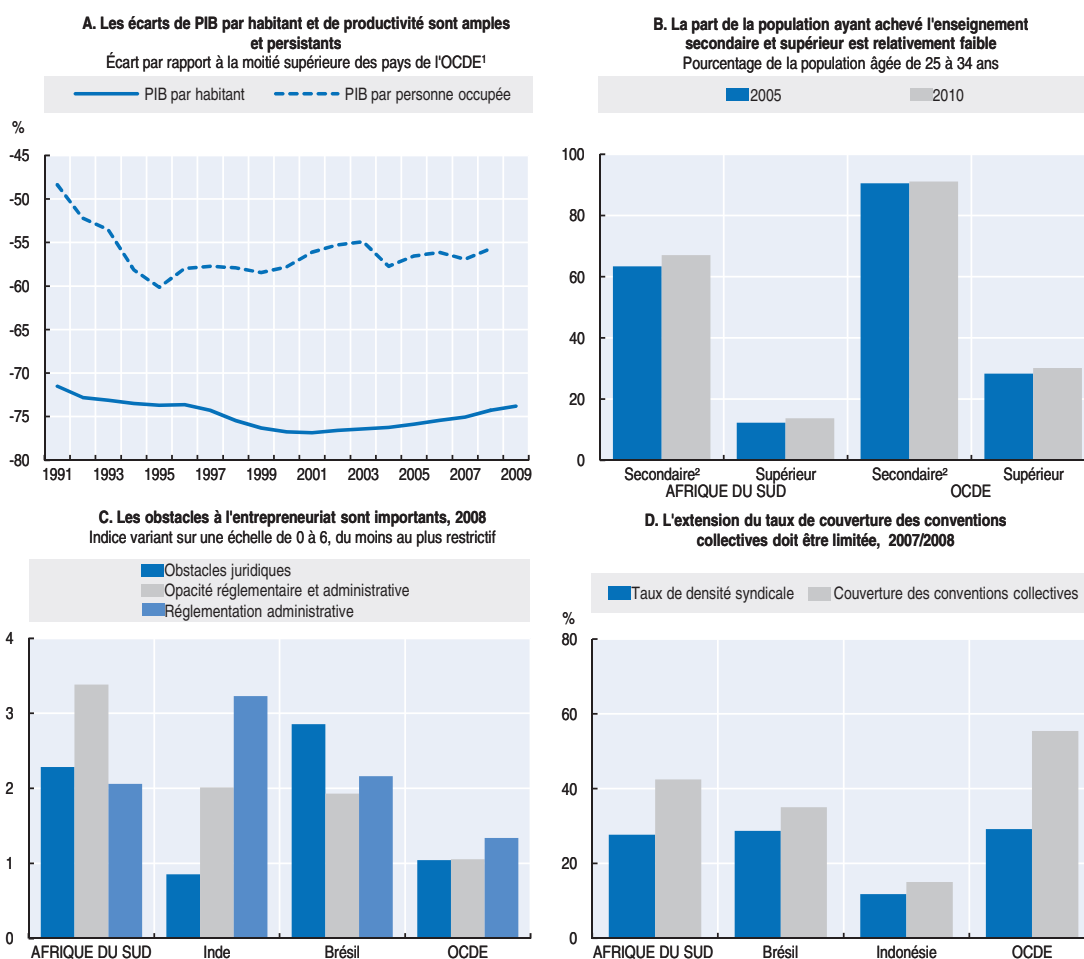 A. Les écarts de PIB par habitant et de productivité sont amples
et persistants
Écart par rapport à la moitié supérieure des pays de l'OCDE¹
PIB par habitant
PIB par personne occupée
%
-45
-50
-55
-60
-65
-70
-75
-80
1991 1993 1995 1997 1999 2001 2003 2005 2007 2009
B. La part de la population ayant achevé l'enseignement
secondaire et supérieur est relativement faible
Pourcentage de la population âgée de 25 à 34 ans
2005
2010
100
80
60
40
20
0
Secondaire² Supérieur Secondaire² Supérieur
AFRIQUE DU SUD OCDE
C. Les obstacles à l'entrepreneuriat sont importants, 2008
Indice variant sur une échelle de 0 à 6, du moins au plus restrictif
Obstacles juridiques
Opacité réglementaire et administrative
Réglementation administrative
4
3
2
1
0
AFRIQUE DU SUD Inde Brésil OCDE
D. L'extension du taux de couverture des conventions
collectives doit être limitée, 2007/2008
Taux de densité syndicale
Couverture des conventions collectives
%
80
60
40
20
0
AFRIQUE DU SUD Brésil Indonésie OCDE